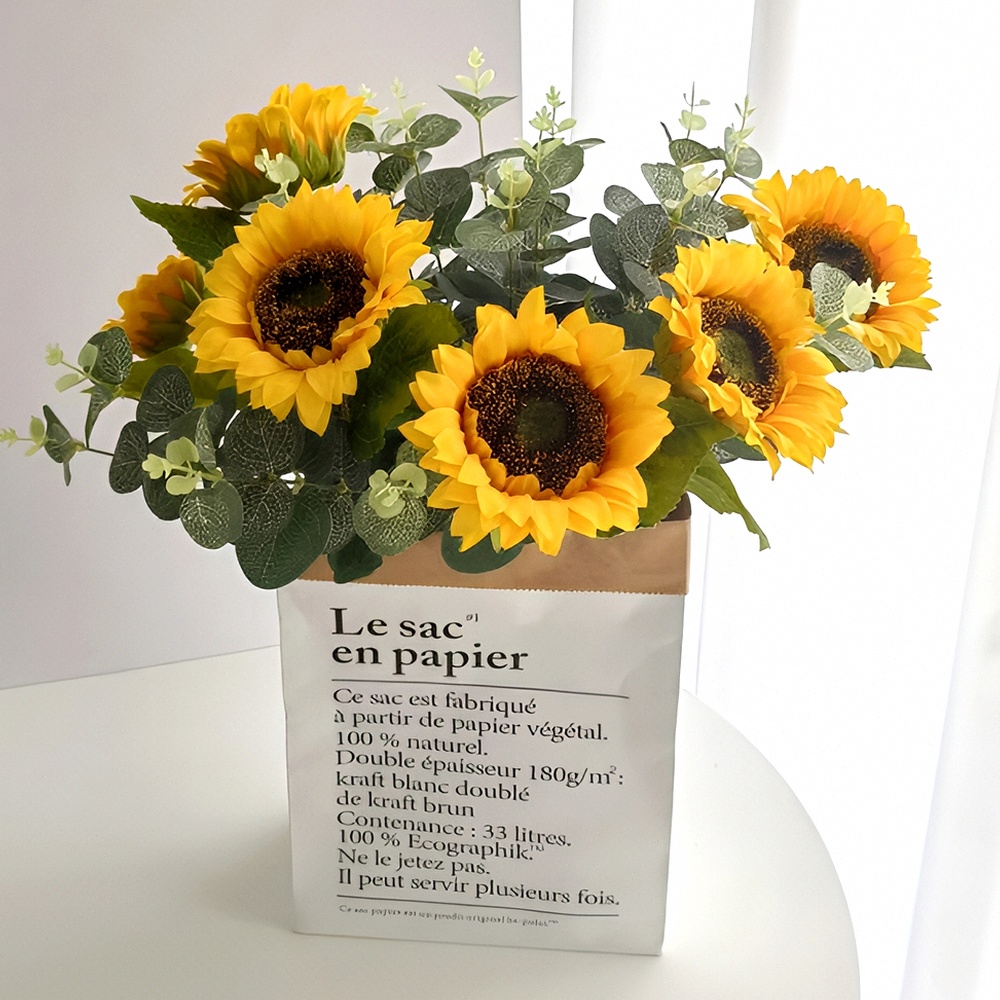 Le sac
en papier
Ce sac est fabriqué
à partir de papier végétal.
100 % naturel.
Double épaisseur 180g/m²:
kraft blanc doublé
de kraft brun
Contenance : 33 litres.
100 % Ecographik.
Ne le jetez pas.
Il peut servir plusieurs fois.